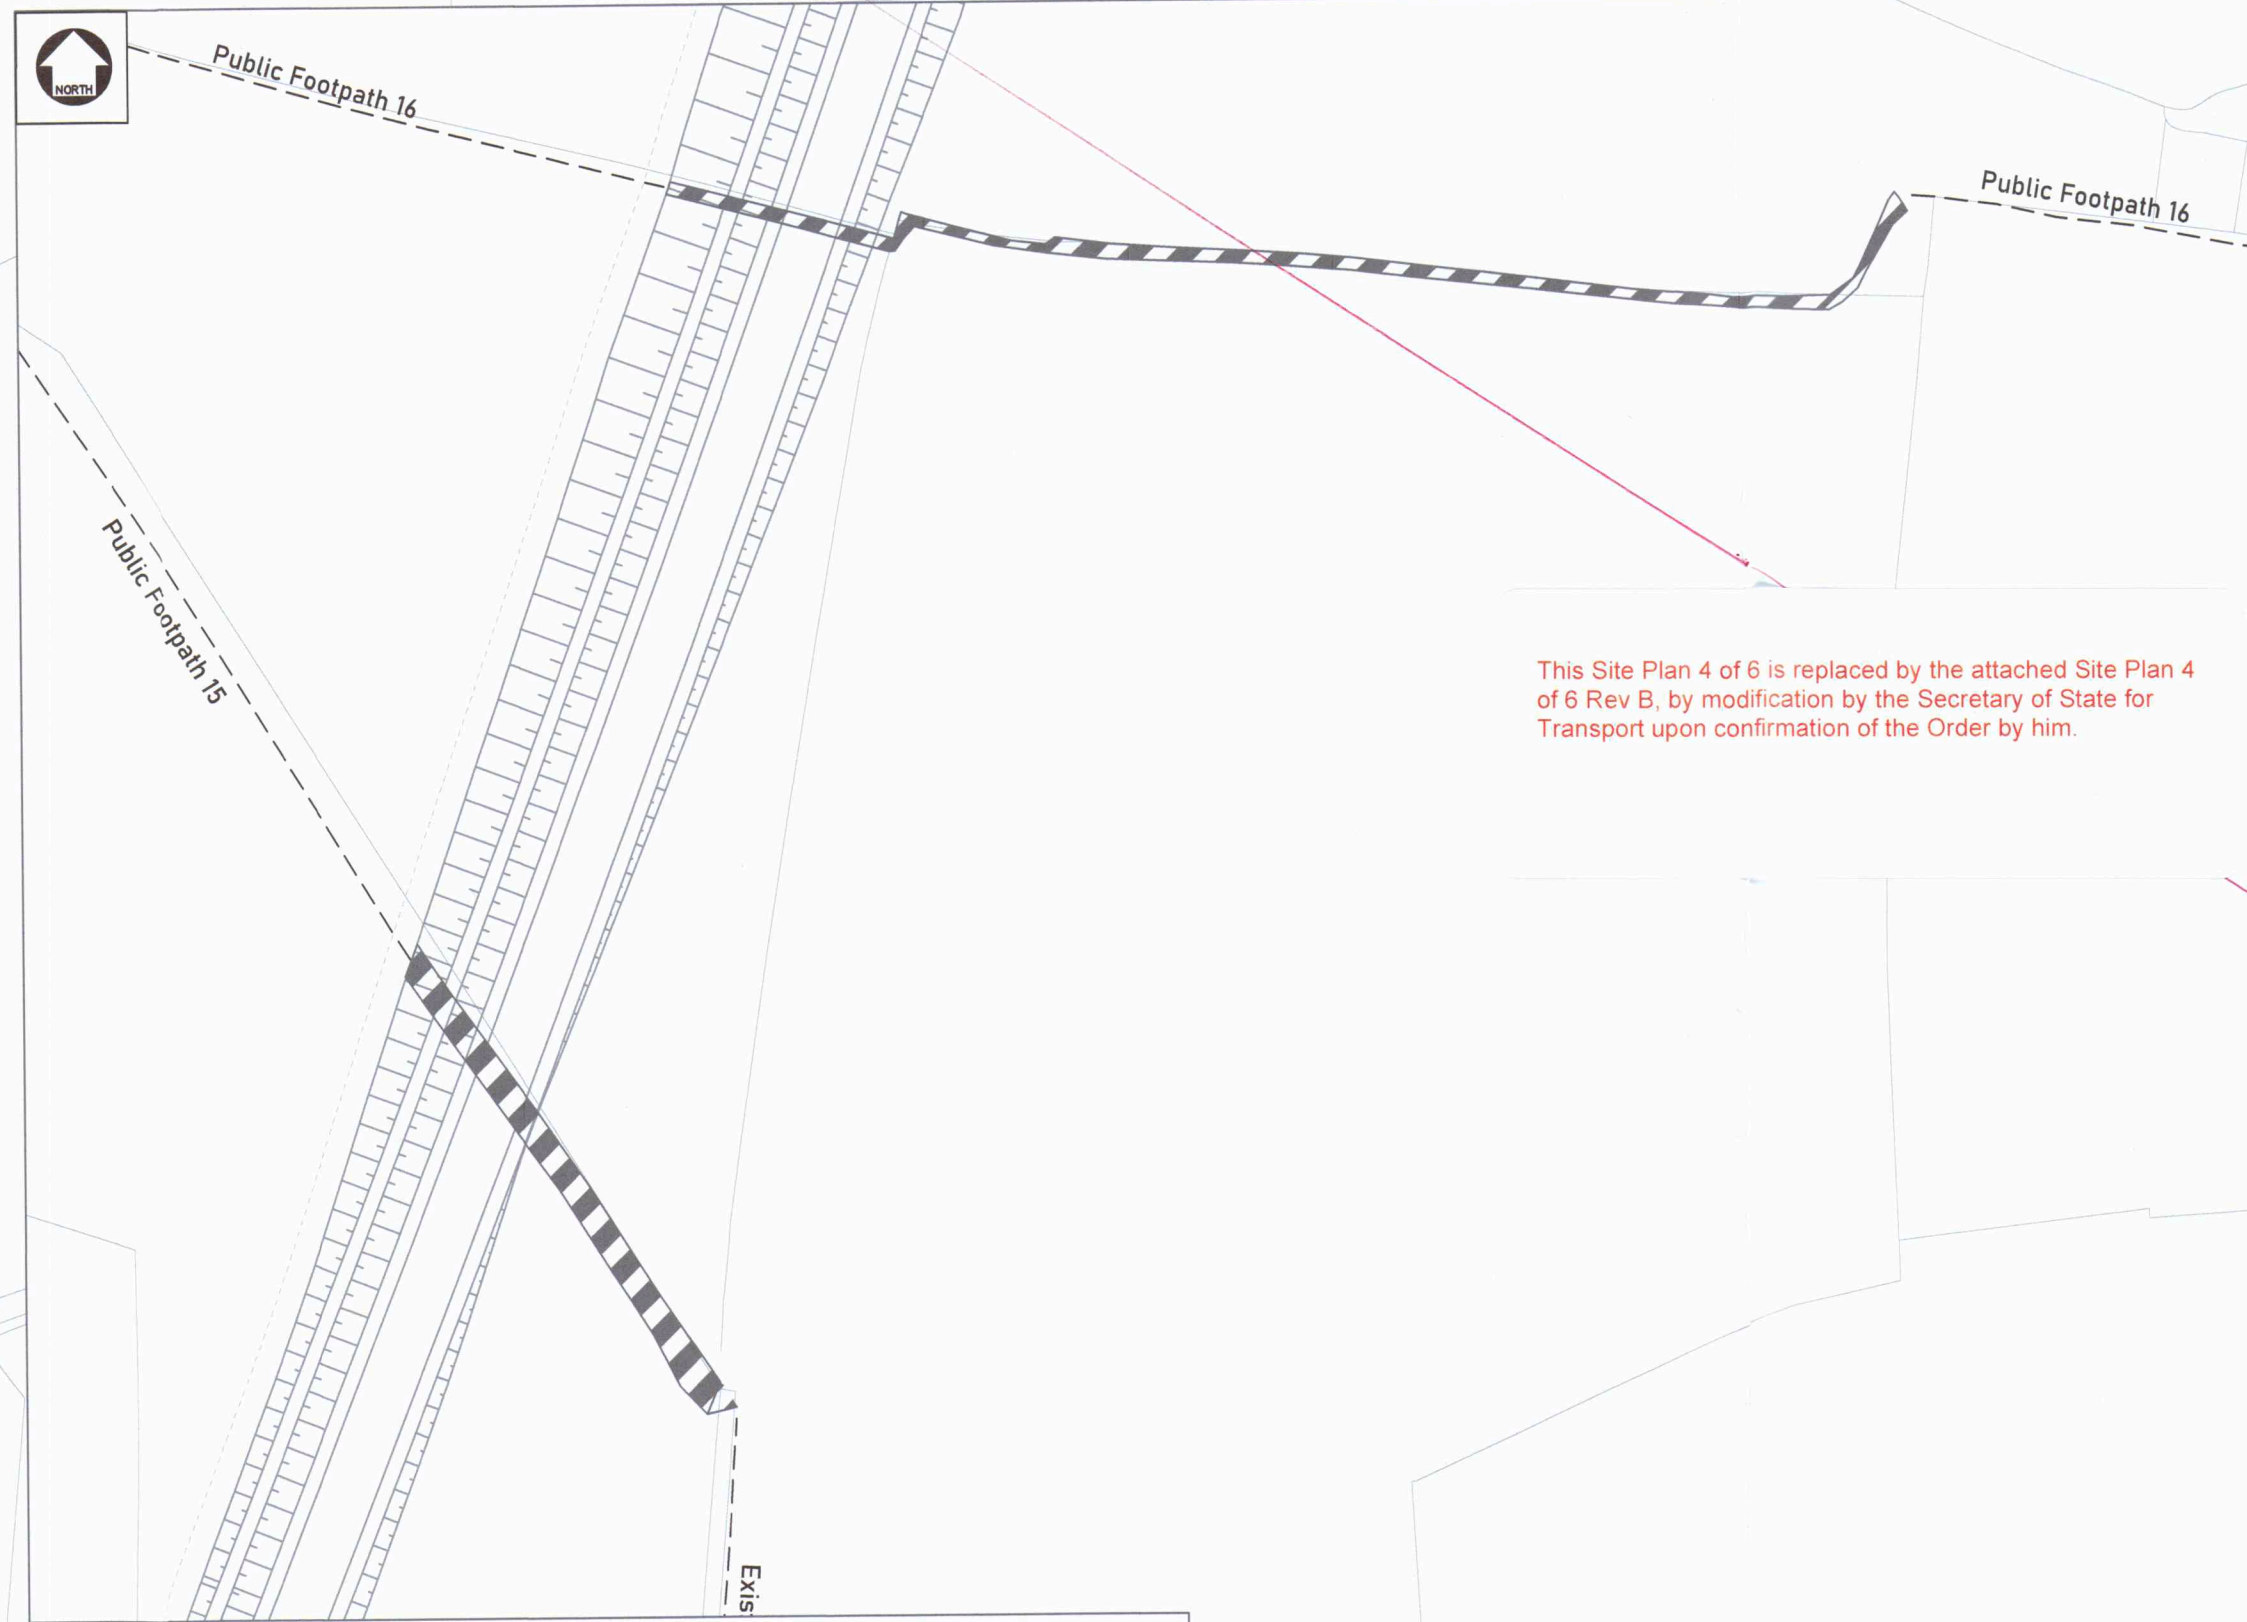 NORTH
Public Footpath 16
Public Footpath 16
Public Footpath 15
This Site Plan 4 of 6 is replaced by the attached Site Plan 4
of 6 Rev B, by modification by the Secretary of State for
Transport upon confirmation of the Order by him.
Exis